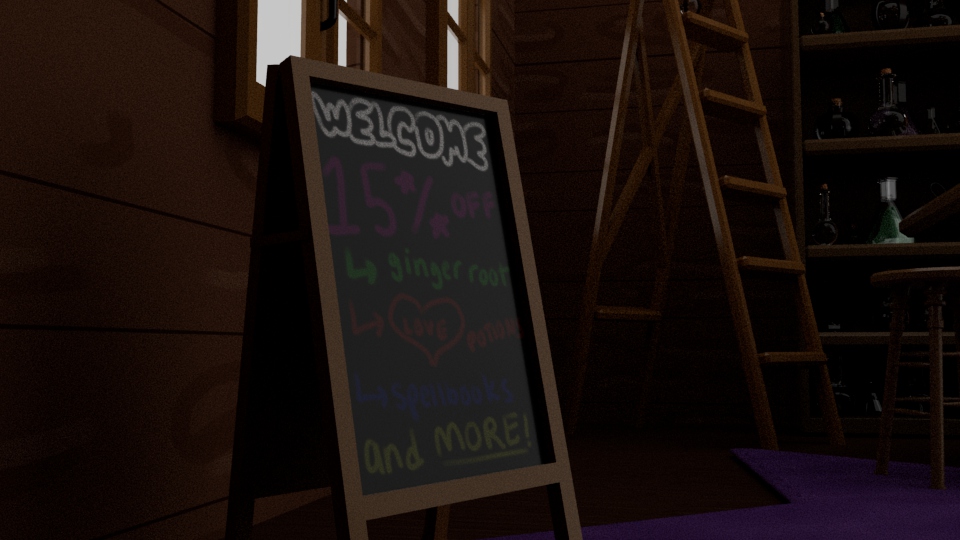 WELCOME
15% OFF
↳ ginger root
↳ LOVE potions
↳ spellbooks
and MORE!